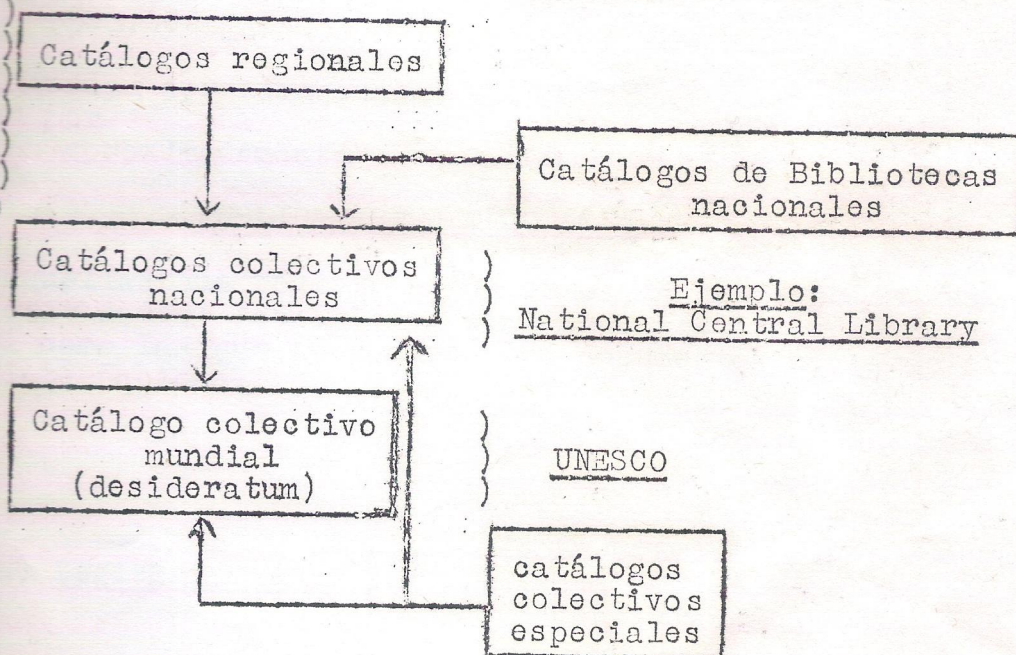 Catálogos regionales
Catálogos de Bibliotecas
nacionales
Catálogos colectivos
nacionales
Ejemplo:
National Central Library
Catálogo colectivo
mundial
(desideratum)
UNESCO
catálogos
colectivos
especiales